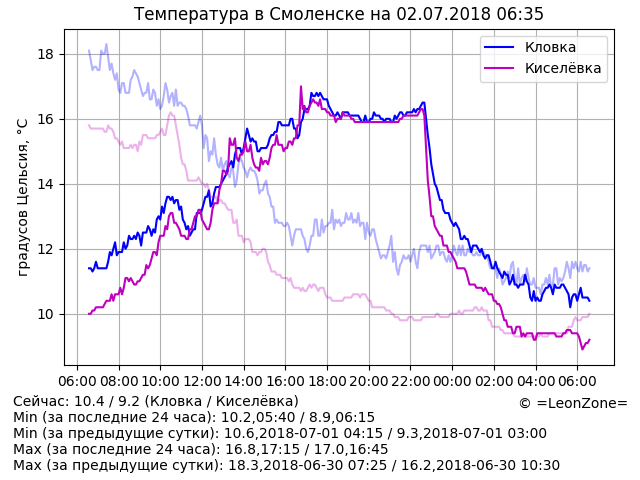 Температура в Смоленске на 02.07.2018 06:35
Кловка
Киселёвка
градусов Цельсия, °C
18
16
14
12
10
06:00 08:00 10:00 12:00 14:00 16:00 18:00 20:00 22:00 00:00 02:00 04:00 06:00
Сейчас: 10.4 / 9.2 (Кловка / Киселёвка)
© =LeonZone=
Min (за последние 24 часа): 10.2,05:40 / 8.9,06:15
Min (за предыдущие сутки): 10.6,2018-07-01 04:15 / 9.3,2018-07-01 03:00
Max (за последние 24 часа): 16.8,17:15 / 17.0,16:45
Max (за предыдущие сутки): 18.3,2018-06-30 07:25 / 16.2,2018-06-30 10:30